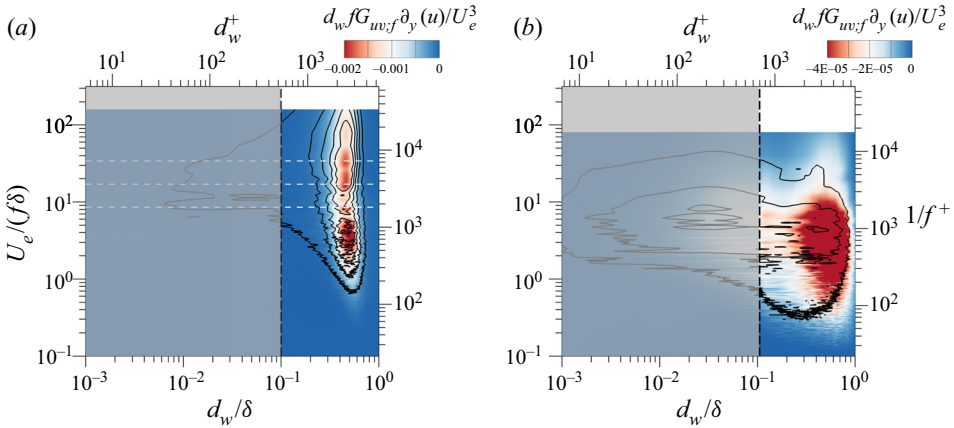 (a)
d_w^+
d_w fG_{uv;f} ∂_y (u)/U_e^3
10^1 10^2 10^3
−0.002 −0.001 0
10^2
10^1
10^0
10^−1
U_e/(fδ)
10^4
10^3
10^2
10^−3 10^−2 10^−1 10^0
d_w/δ
(b)
d_w^+
d_w fG_{uv;f} ∂_y (u)/U_e^3
10^1 10^2 10^3
−4E−05 −2E−05 0
10^2
10^1
10^0
10^−1
10^4
10^3
10^2
1/f^+
10^−3 10^−2 10^−1 10^0
d_w/δ